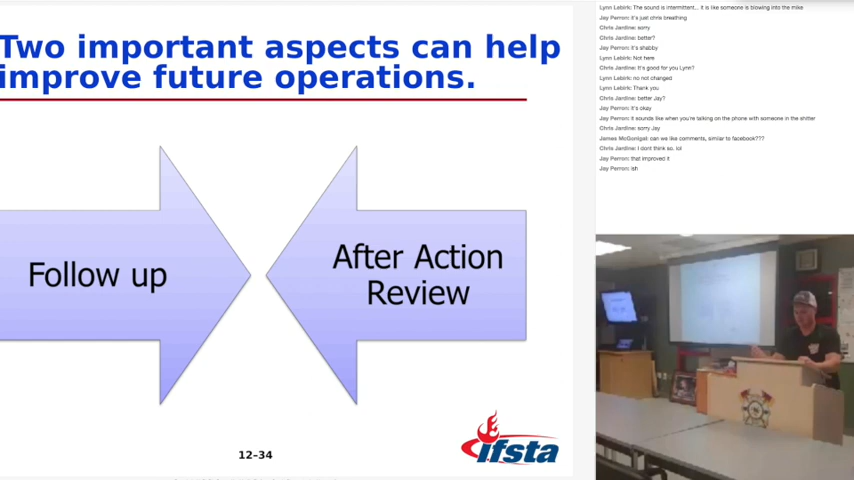 Two important aspects can help
improve future operations.
Follow up
After Action
Review
12–34
ifsta
Lynn Labirk: The sound is intermittent... it is like someone is blowing into the mike
Jay Perron: it's just chris breathing
Chris Jardine: sorry
Chris Jardine: better?
Jay Perron: it's shabby
Lynn Labirk: Not here
Chris Jardine: It's good for you Lynn?
Lynn Labirk: no not changed
Lynn Labirk: Thank you
Chris Jardine: better Jay?
Jay Perron: it's okay
Jay Perron: it sounds like when you're talking on the phone with someone in the shitter
Chris Jardine: sorry Jay
James McGonigal: can we like comments, similar to facebook???
Chris Jardine: I dont think so. lol
Jay Perron: that improved it
Jay Perron: ish